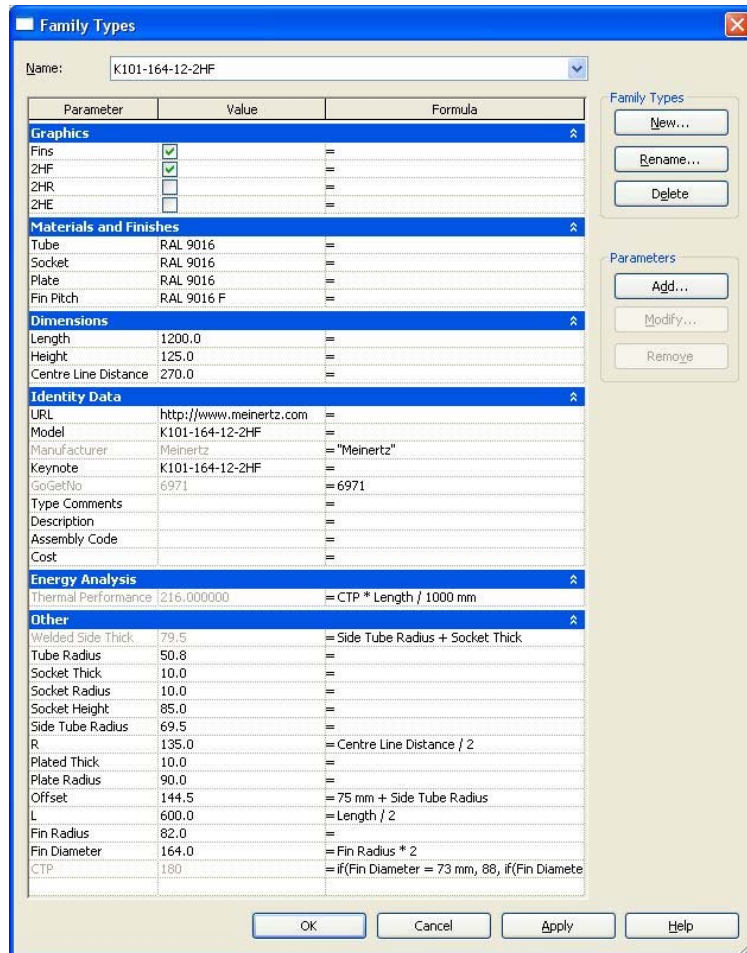 Family Types
Name: K101-164-12-2HF
Parameter Value Formula
Graphics
Fins =
2HF =
2HR =
2HE =
Materials and Finishes
Tube RAL 9016 =
Socket RAL 9016 =
Plate RAL 9016 =
Fin Pitch RAL 9016 F =
Dimensions
Length 1200.0 =
Height 125.0 =
Centre Line Distance 270.0 =
Identity Data
URL http://www.meinertz.com =
Model K101-164-12-2HF =
Manufacturer Meinertz = "Meinertz"
Keynote K101-164-12-2HF =
GoGetNo 6971 = 6971
Type Comments =
Description =
Assembly Code =
Cost =
Energy Analysis
Thermal Performance 216.000000 = CTP * Length / 1000 mm
Other
Welded Side Thick 79.5 = Side Tube Radius + Socket Thick
Tube Radius 50.8 =
Socket Thick 10.0 =
Socket Radius 10.0 =
Socket Height 85.0 =
Side Tube Radius 69.5 =
R 135.0 = Centre Line Distance / 2
Plated Thick 10.0 =
Plate Radius 90.0 =
Offset 144.5 = 75 mm + Side Tube Radius
L 600.0 = Length / 2
Fin Radius 82.0 =
Fin Diameter 164.0 = Fin Radius * 2
CTP 180 = if(Fin Diameter = 73 mm, 88, if(Fin Diamete
Family Types
New...
Rename...
Delete
Parameters
Add...
Modify...
Remove
OK Cancel Apply Help